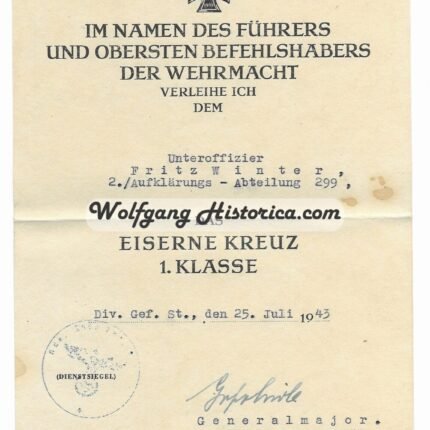 IM NAMEN DES FÜHRERS
UND OBERSTEN BEFEHLSHABERS
DER WEHRMACHT
VERLEIHE ICH
DEM
Unteroffizier
Fritz Winter,
2./Aufklärungs - Abteilung 299,
Wolfgang Historica.com
EISERNE KREUZ
1. KLASSE
Div. Gef. St., den 25. Juli 1943
(DIENSTSIEGEL)
Generalmajor.